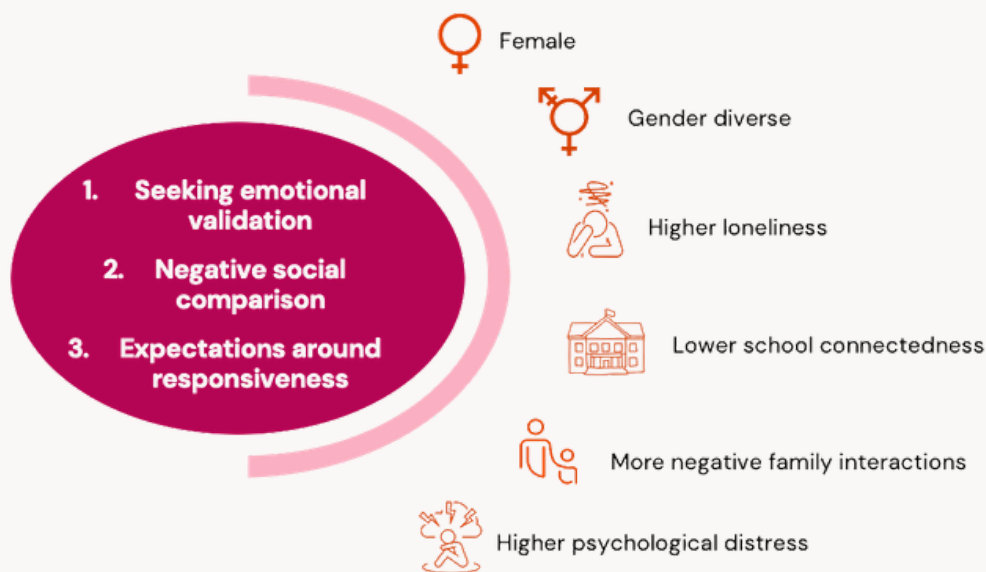 1. Seeking emotional
validation
2. Negative social
comparison
3. Expectations around
responsiveness
Female
Gender diverse
Higher loneliness
Lower school connectedness
More negative family interactions
Higher psychological distress